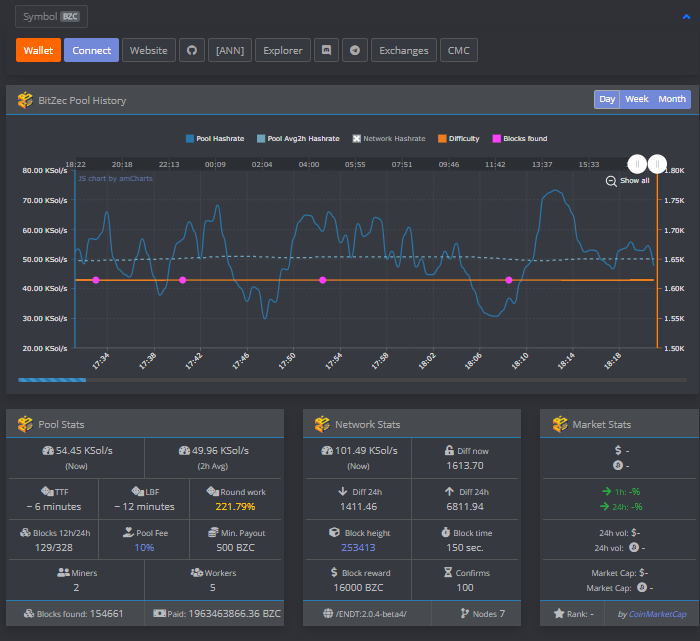 Symbol BZC
Wallet Connect Website [ANN] Explorer Exchanges CMC
BitZec Pool History
Day Week Month
Pool Hashrate Pool Avg2h Hashrate Network Hashrate Difficulty Blocks found
18:22 20:18 22:13 00:09 02:04 04:00 05:55 07:51 09:46 11:42 13:37 15:33
80.00 KSol/s 1.80K
JS chart by amCharts
Show all
70.00 KSol/s 1.75K
60.00 KSol/s 1.70K
50.00 KSol/s 1.65K
40.00 KSol/s 1.60K
30.00 KSol/s 1.55K
20.00 KSol/s 1.50K
17:34 17:38 17:42 17:46 17:50 17:54 17:58 18:02 18:06 18:10 18:14 18:18
Pool Stats
54.45 KSol/s
(Now)
49.96 KSol/s
(2h Avg)
TTF
~ 6 minutes
LBF
~ 12 minutes
Round work
221.79%
Blocks 12h/24h
129/328
Pool Fee
10%
Min. Payout
500 BZC
Miners
2
Workers
5
Blocks found: 154661
Paid: 1963463866.36 BZC
Network Stats
101.49 KSol/s
(Now)
Diff now
1613.70
Diff 24h
1411.46
Diff 24h
6811.94
Block height
253413
Block time
150 sec.
Block reward
16000 BZC
Confirms
100
/ENDT:2.0.4-beta4/
Nodes 7
Market Stats
$ -
-
1h: -%
24h: -%
24h vol: $-
24h vol: -
Market Cap: $-
Market Cap: -
Rank: -
by CoinMarketCap